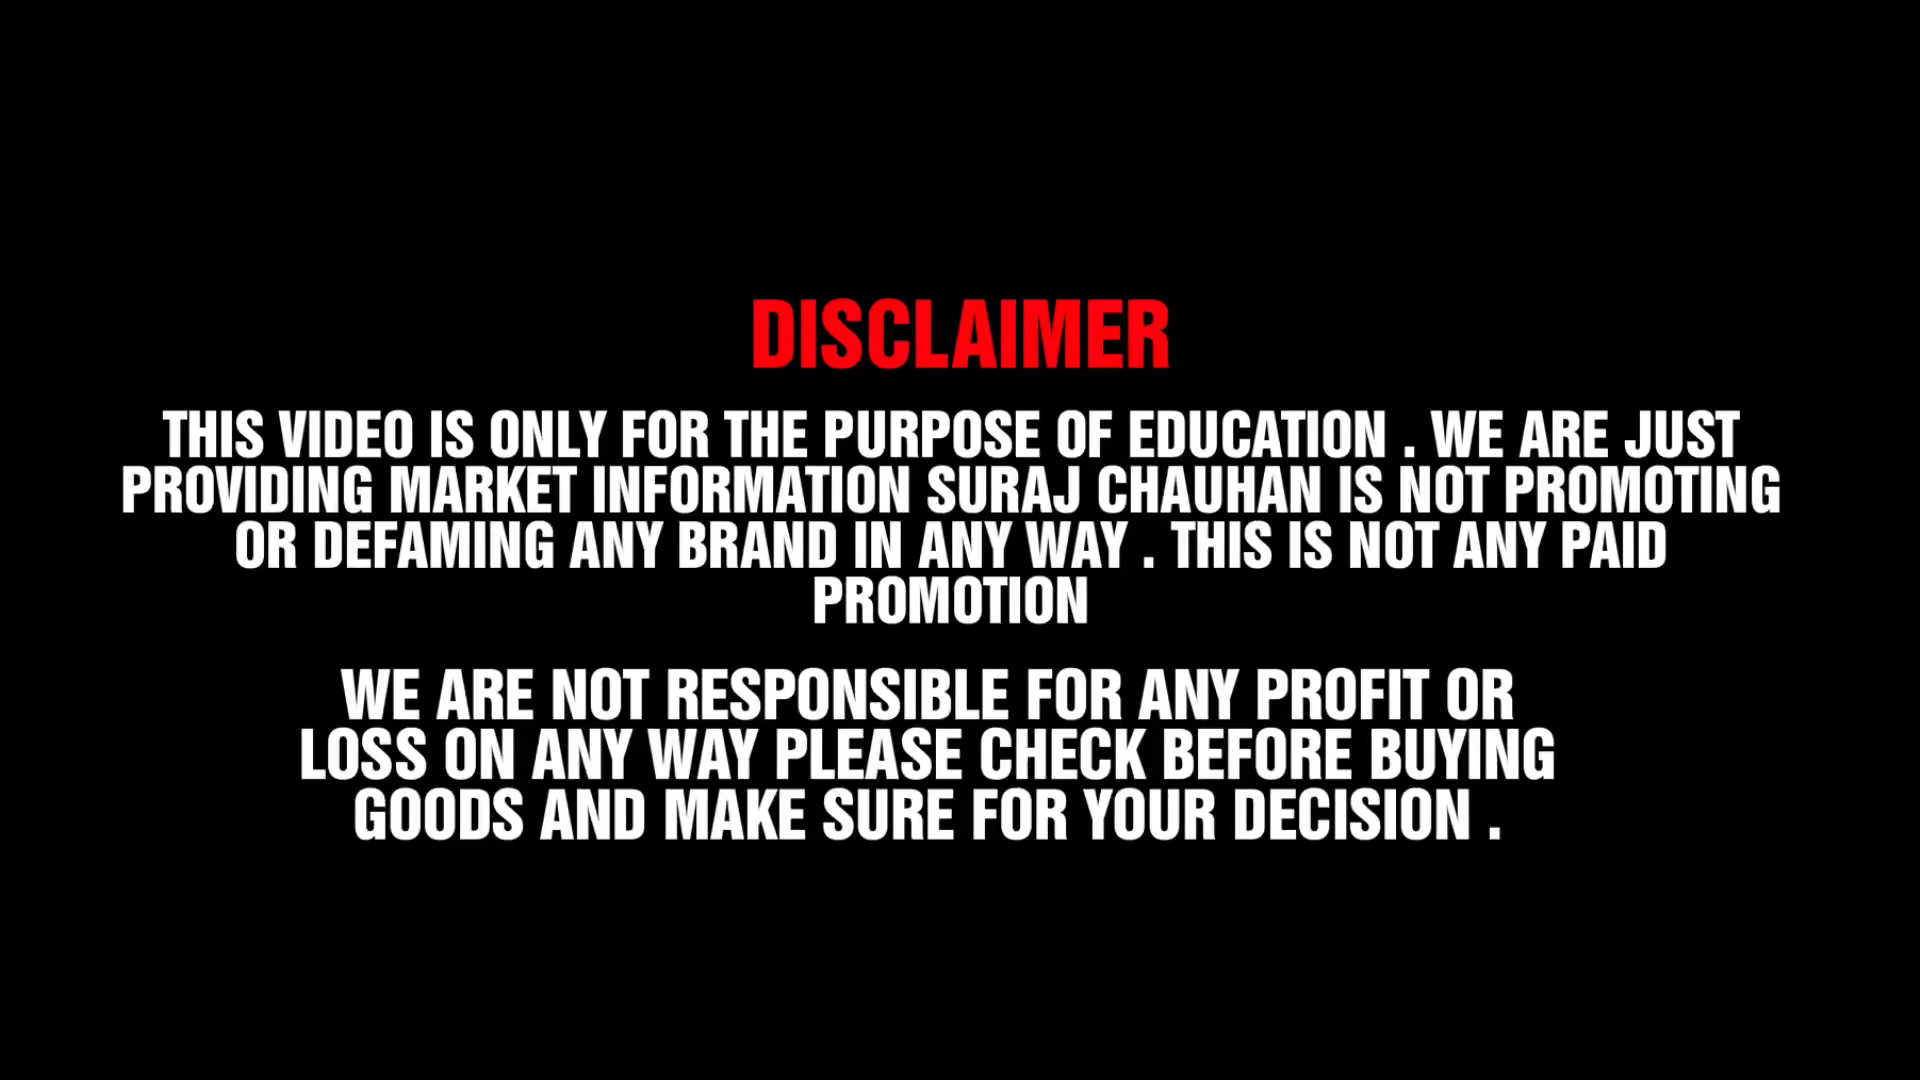 DISCLAIMER
THIS VIDEO IS ONLY FOR THE PURPOSE OF EDUCATION . WE ARE JUST
PROVIDING MARKET INFORMATION SURAJ CHAUHAN IS NOT PROMOTING
OR DEFAMING ANY BRAND IN ANY WAY . THIS IS NOT ANY PAID
PROMOTION
WE ARE NOT RESPONSIBLE FOR ANY PROFIT OR
LOSS ON ANY WAY PLEASE CHECK BEFORE BUYING
GOODS AND MAKE SURE FOR YOUR DECISION .